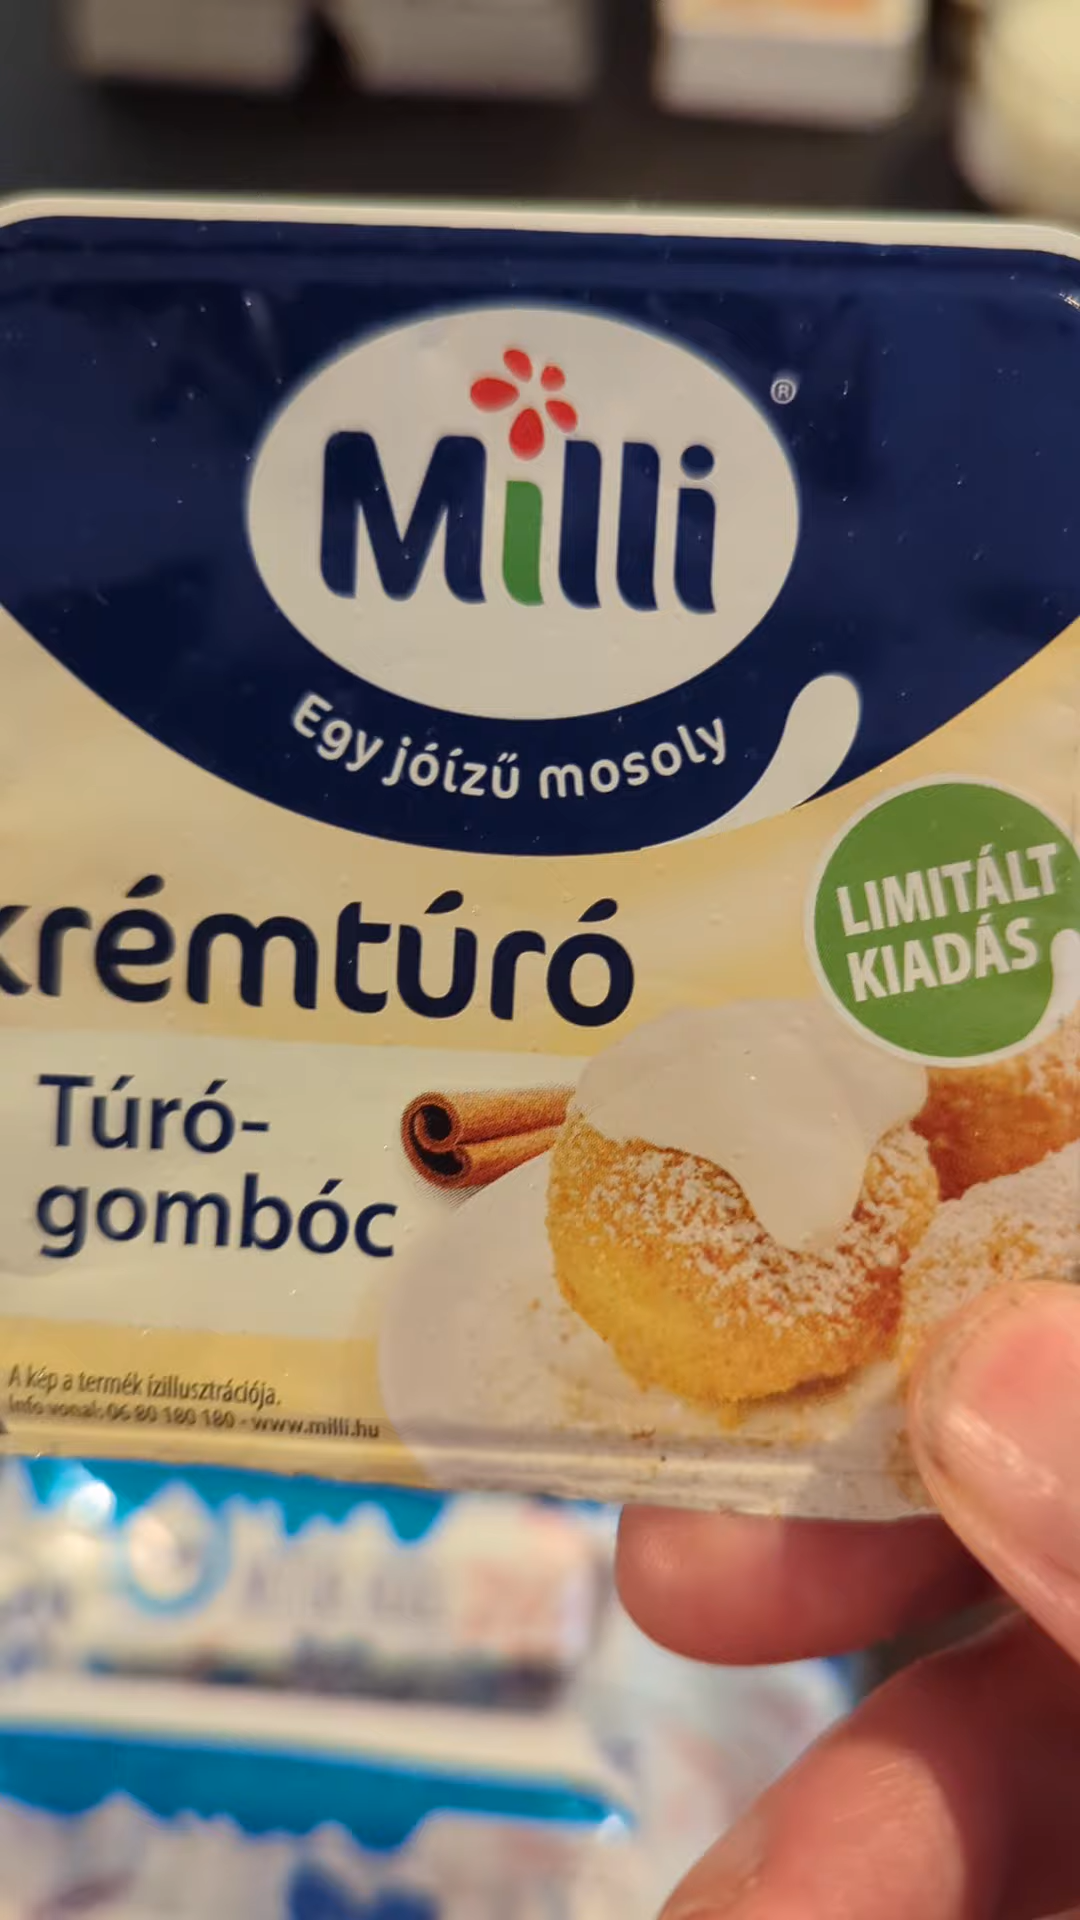 Milli
®
Egy jóízű mosoly
LIMITÁLT
KIADÁS
krémtúró
Túró-
gombóc
A kép a termék ízillusztrációja.
Info vonal: 06 80 180 180 - www.milli.hu